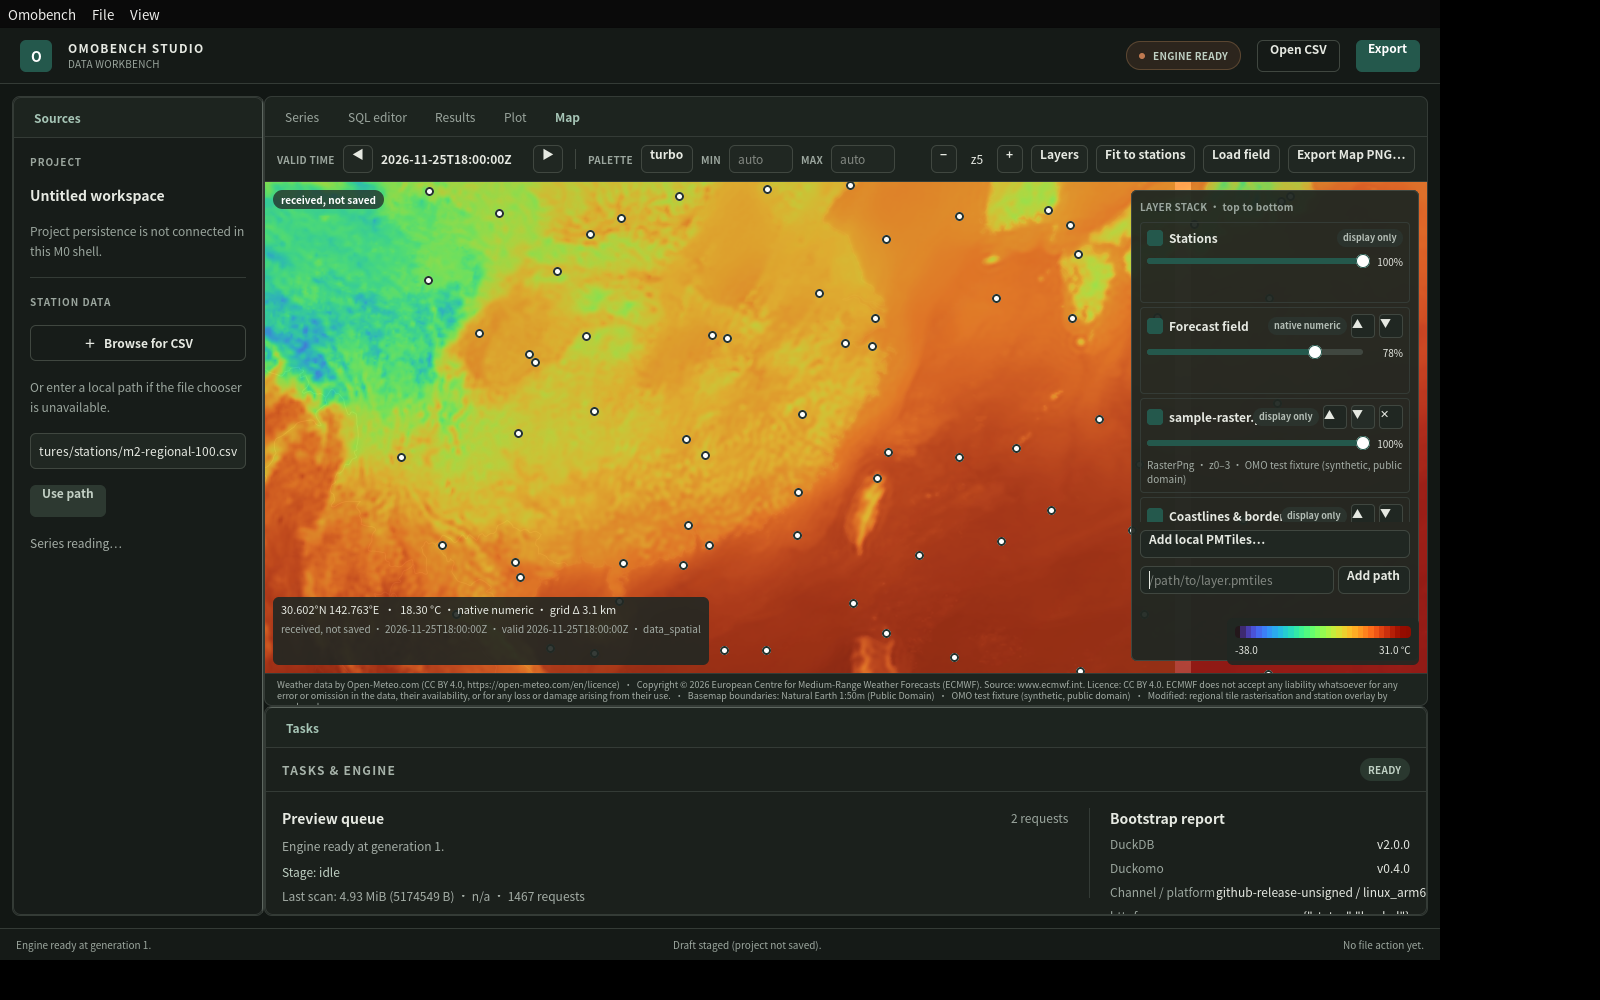 Omobench File View
O OMOBENCH STUDIO
DATA WORKBENCH
ENGINE READY
Open CSV
Export
Sources
PROJECT
Untitled workspace
Project persistence is not connected in
this M0 shell.
STATION DATA
+ Browse for CSV
Or enter a local path if the file chooser
is unavailable.
tures/stations/m2-regional-100.csv
Use path
Series reading…
Series SQL editor Results Plot Map
VALID TIME ◀ 2026-11-25T18:00:00Z ▶ PALETTE turbo MIN auto MAX auto − z5 + Layers Fit to stations Load field Export Map PNG…
received, not saved
LAYER STACK • top to bottom
Stations display only
100%
Forecast field native numeric ▲ ▼
78%
sample-raster. display only ▲ ▼ ×
100%
RasterPng • z0–3 • OMO test fixture (synthetic, public
domain)
Coastlines & border display only ▲ ▼
Add local PMTiles…
/path/to/layer.pmtiles Add path
-38.0 31.0 °C
30.602°N 142.763°E • 18.30 °C • native numeric • grid Δ 3.1 km
received, not saved • 2026-11-25T18:00:00Z • valid 2026-11-25T18:00:00Z • data_spatial
Weather data by Open-Meteo.com (CC BY 4.0, https://open-meteo.com/en/licence) • Copyright © 2026 European Centre for Medium-Range Weather Forecasts (ECMWF). Source: www.ecmwf.int. Licence: CC BY 4.0. ECMWF does not accept any liability whatsoever for any
error or omission in the data, their availability, or for any loss or damage arising from their use. • Basemap boundaries: Natural Earth 1:50m (Public Domain) • OMO test fixture (synthetic, public domain) • Modified: regional tile rasterisation and station overlay by
Tasks
TASKS & ENGINE
READY
Preview queue 2 requests
Engine ready at generation 1.
Stage: idle
Last scan: 4.93 MiB (5174549 B) • n/a • 1467 requests
Bootstrap report
DuckDB v2.0.0
Duckomo v0.4.0
Channel / platform github-release-unsigned / linux_arm6
Engine ready at generation 1.
Draft staged (project not saved).
No file action yet.